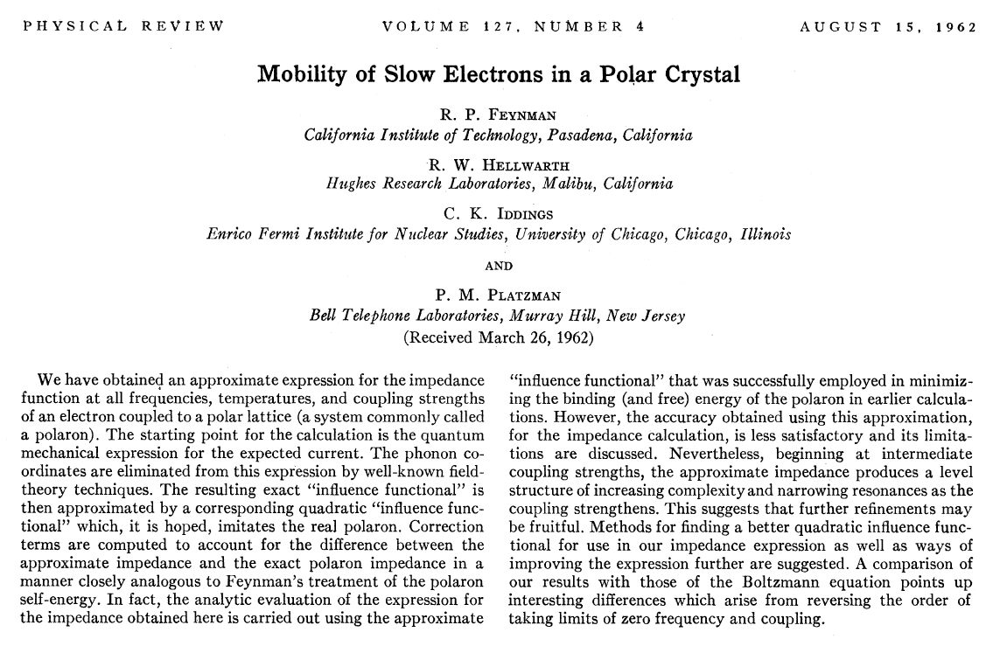 PHYSICAL REVIEW VOLUME 127, NUMBER 4 AUGUST 15, 1962
Mobility of Slow Electrons in a Polar Crystal
R. P. FEYNMAN
California Institute of Technology, Pasadena, California
R. W. HELLWARTH
Hughes Research Laboratories, Malibu, California
C. K. IDDINGS
Enrico Fermi Institute for Nuclear Studies, University of Chicago, Chicago, Illinois
AND
P. M. PLATZMAN
Bell Telephone Laboratories, Murray Hill, New Jersey
(Received March 26, 1962)
We have obtained an approximate expression for the impedance
function at all frequencies, temperatures, and coupling strengths
of an electron coupled to a polar lattice (a system commonly called
a polaron). The starting point for the calculation is the quantum
mechanical expression for the expected current. The phonon co-
ordinates are eliminated from this expression by well-known field-
theory techniques. The resulting exact “influence functional” is
then approximated by a corresponding quadratic “influence func-
tional” which, it is hoped, imitates the real polaron. Correction
terms are computed to account for the difference between the
approximate impedance and the exact polaron impedance in a
manner closely analogous to Feynman’s treatment of the polaron
self-energy. In fact, the analytic evaluation of the expression for
the impedance obtained here is carried out using the approximate
“influence functional” that was successfully employed in minimiz-
ing the binding (and free) energy of the polaron in earlier calcula-
tions. However, the accuracy obtained using this approximation,
for the impedance calculation, is less satisfactory and its limita-
tions are discussed. Nevertheless, beginning at intermediate
coupling strengths, the approximate impedance produces a level
structure of increasing complexity and narrowing resonances as the
coupling strengthens. This suggests that further refinements may
be fruitful. Methods for finding a better quadratic influence func-
tional for use in our impedance expression as well as ways of
improving the expression further are suggested. A comparison of
our results with those of the Boltzmann equation points up
interesting differences which arise from reversing the order of
taking limits of zero frequency and coupling.